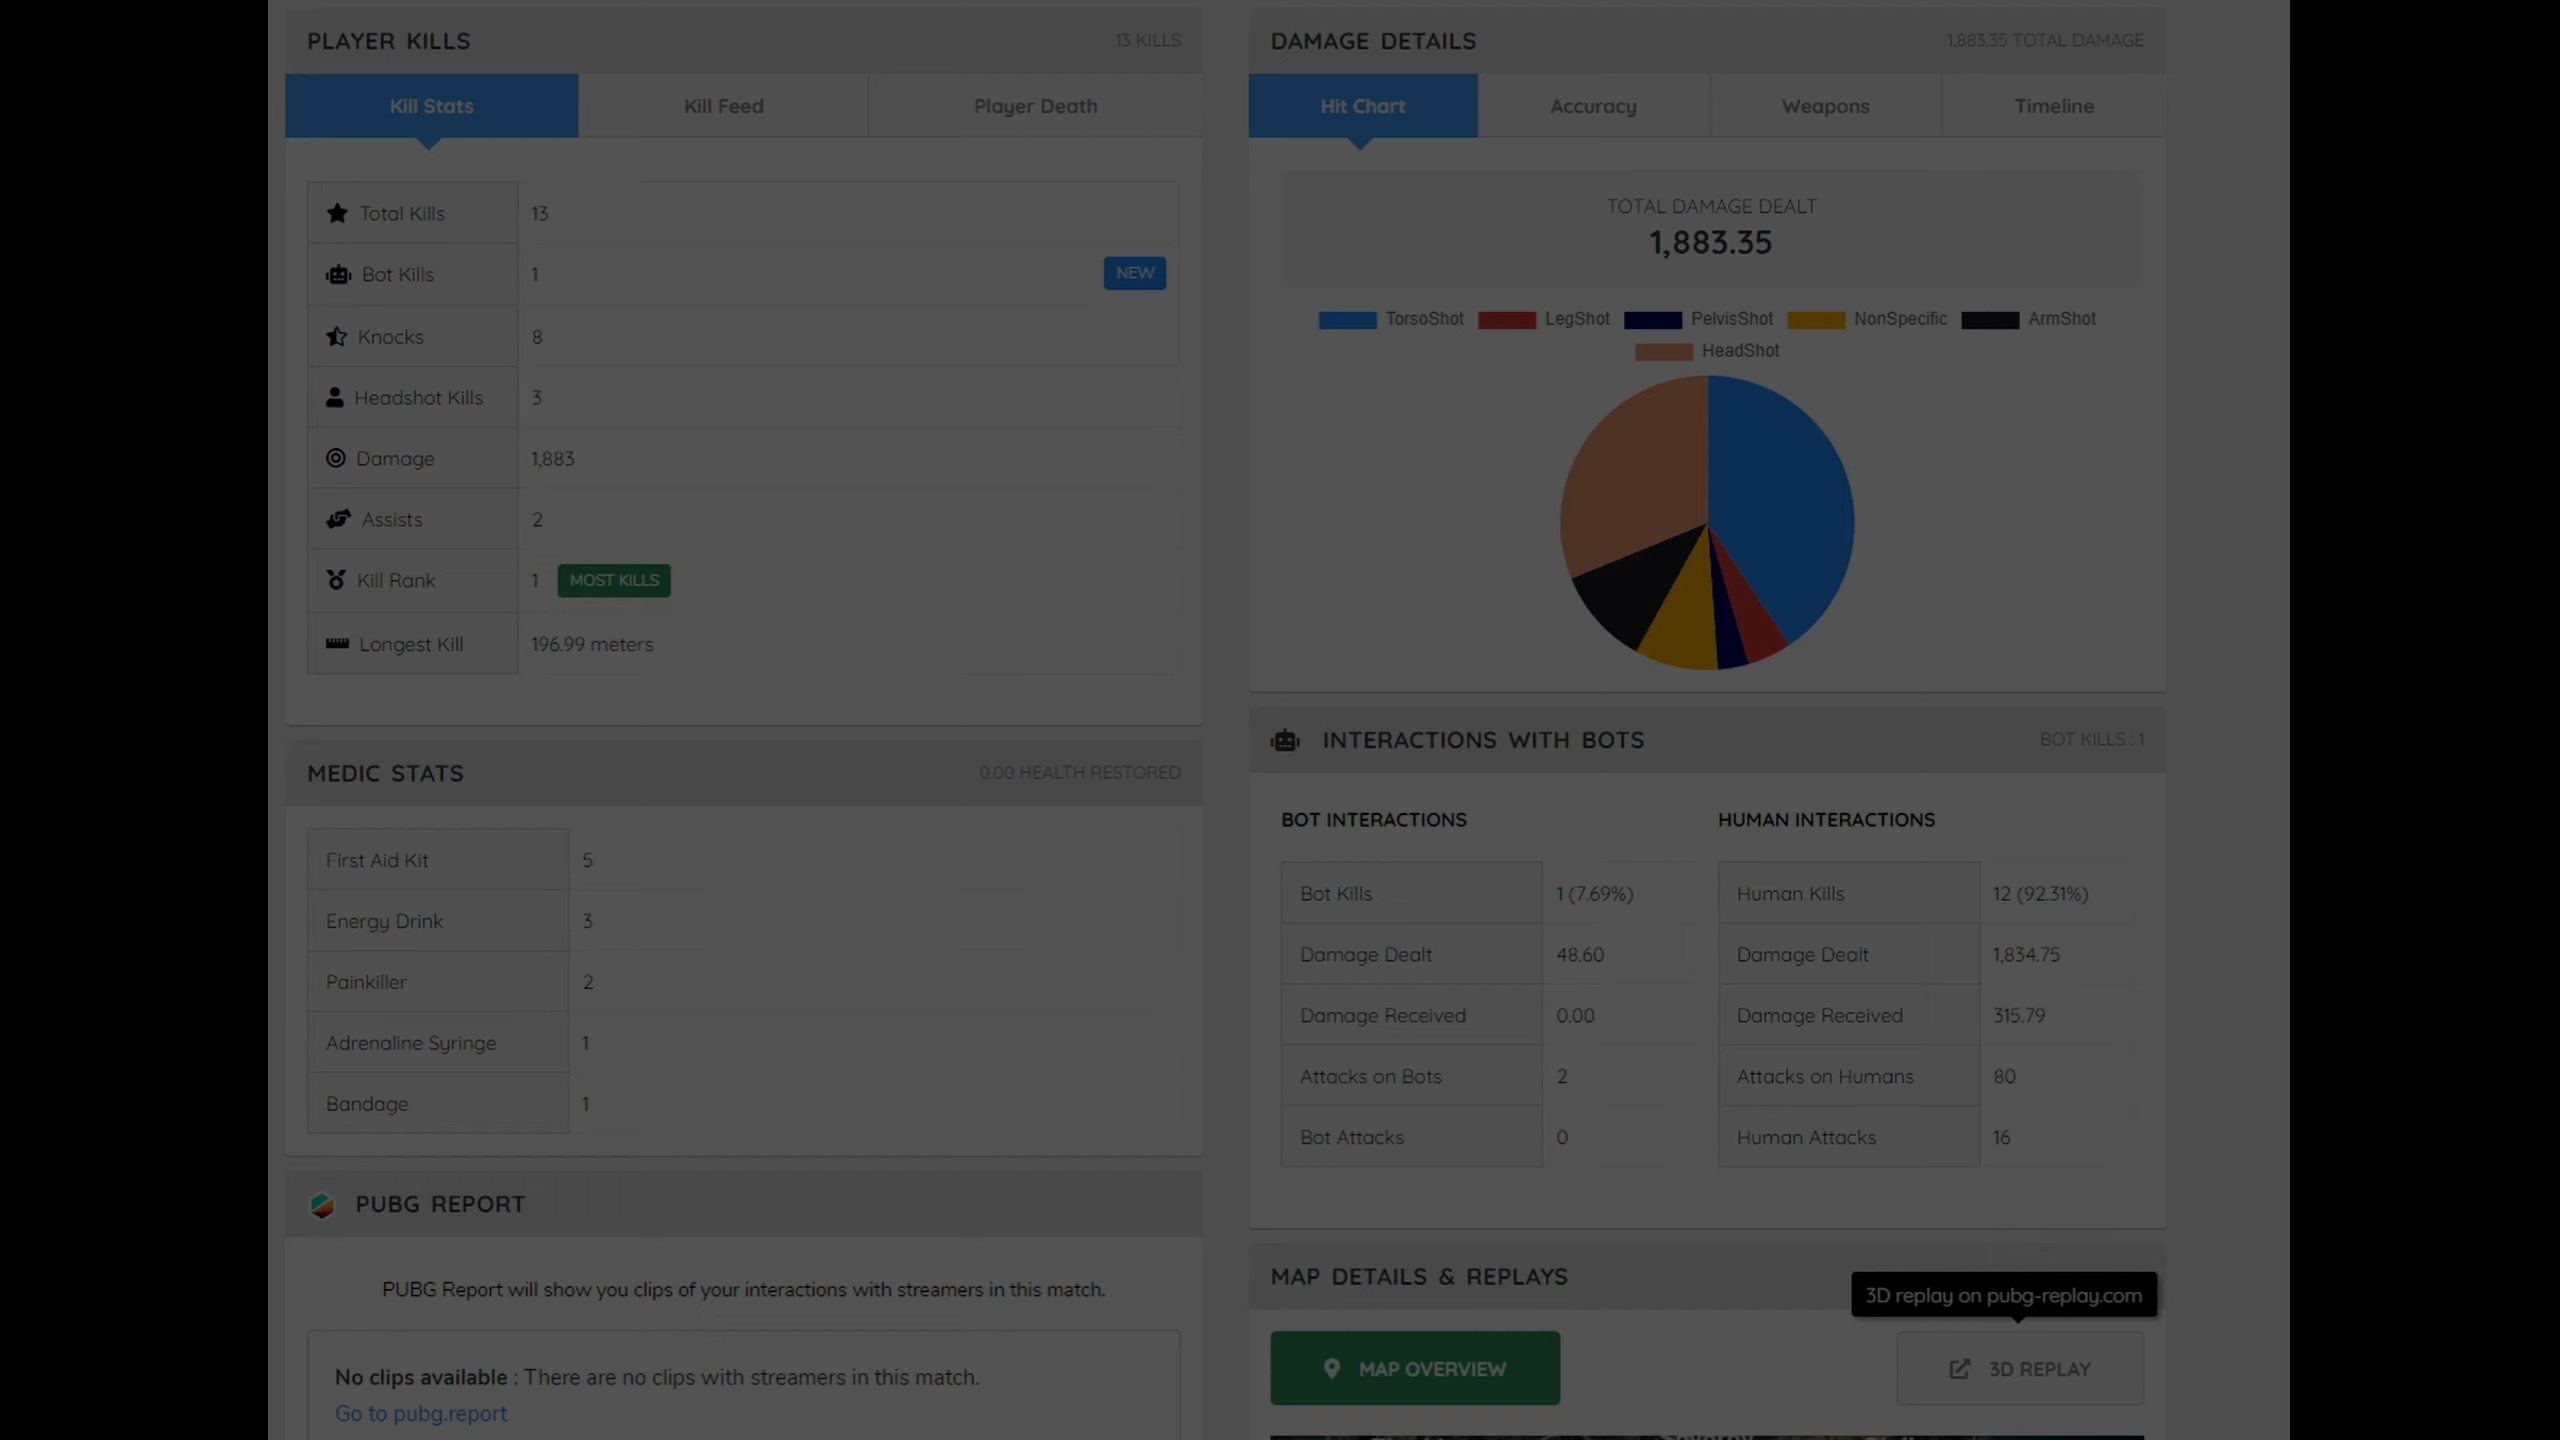 PLAYER KILLS
13 KILLS
Kill Stats
Kill Feed
Player Death
Total Kills 13
Bot Kills 1 NEW
Knocks 8
Headshot Kills 3
Damage 1,883
Assists 2
Kill Rank 1 MOST KILLS
Longest Kill 196.99 meters
MEDIC STATS
0.00 HEALTH RESTORED
First Aid Kit 5
Energy Drink 3
Painkiller 2
Adrenaline Syringe 1
Bandage 1
PUBG REPORT
PUBG Report will show you clips of your interactions with streamers in this match.
No clips available : There are no clips with streamers in this match.
Go to pubg.report
DAMAGE DETAILS
1,883.35 TOTAL DAMAGE
Hit Chart
Accuracy
Weapons
Timeline
TOTAL DAMAGE DEALT
1,883.35
TorsoShot LegShot PelvisShot NonSpecific ArmShot
HeadShot
INTERACTIONS WITH BOTS
BOT KILLS : 1
BOT INTERACTIONS
Bot Kills 1 (7.69%)
Damage Dealt 48.60
Damage Received 0.00
Attacks on Bots 2
Bot Attacks 0
HUMAN INTERACTIONS
Human Kills 12 (92.31%)
Damage Dealt 1,834.75
Damage Received 315.79
Attacks on Humans 80
Human Attacks 16
MAP DETAILS & REPLAYS
3D replay on pubg-replay.com
MAP OVERVIEW
3D REPLAY